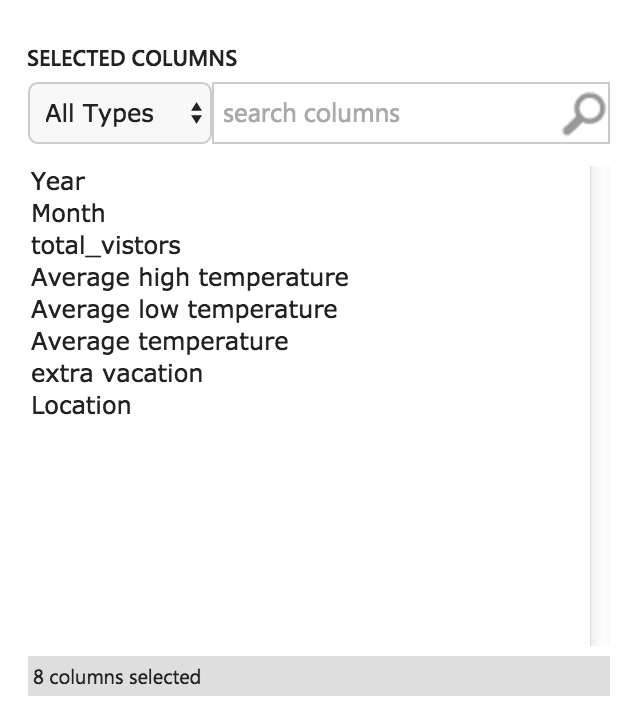 SELECTED COLUMNS
All Types
search columns
Year
Month
total_vistors
Average high temperature
Average low temperature
Average temperature
extra vacation
Location
8 columns selected